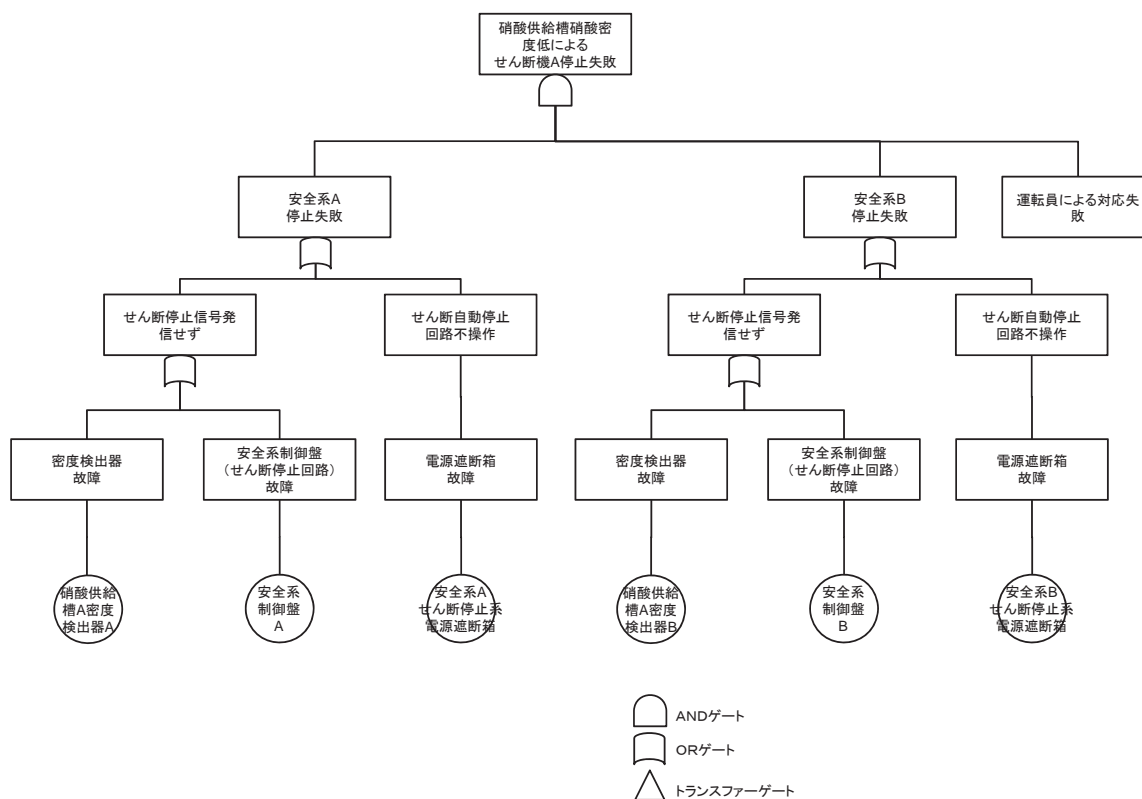 硝酸供給槽硝酸密
度低による
せん断機A停止失敗
安全系A
停止失敗
安全系B
停止失敗
運転員による対応失
敗
せん断停止信号発
信せず
せん断自動停止
回路不操作
せん断停止信号発
信せず
せん断自動停止
回路不操作
密度検出器
故障
安全系制御盤
（せん断停止回路）
故障
電源遮断箱
故障
密度検出器
故障
安全系制御盤
（せん断停止回路）
故障
電源遮断箱
故障
硝酸供給
槽A密度
検出器A
安全系
制御盤
A
安全系A
せん断停止系
電源遮断箱
硝酸供給
槽A密度
検出器B
安全系
制御盤
B
安全系B
せん断停止系
電源遮断箱
ANDゲート
ORゲート
トランスファーゲート